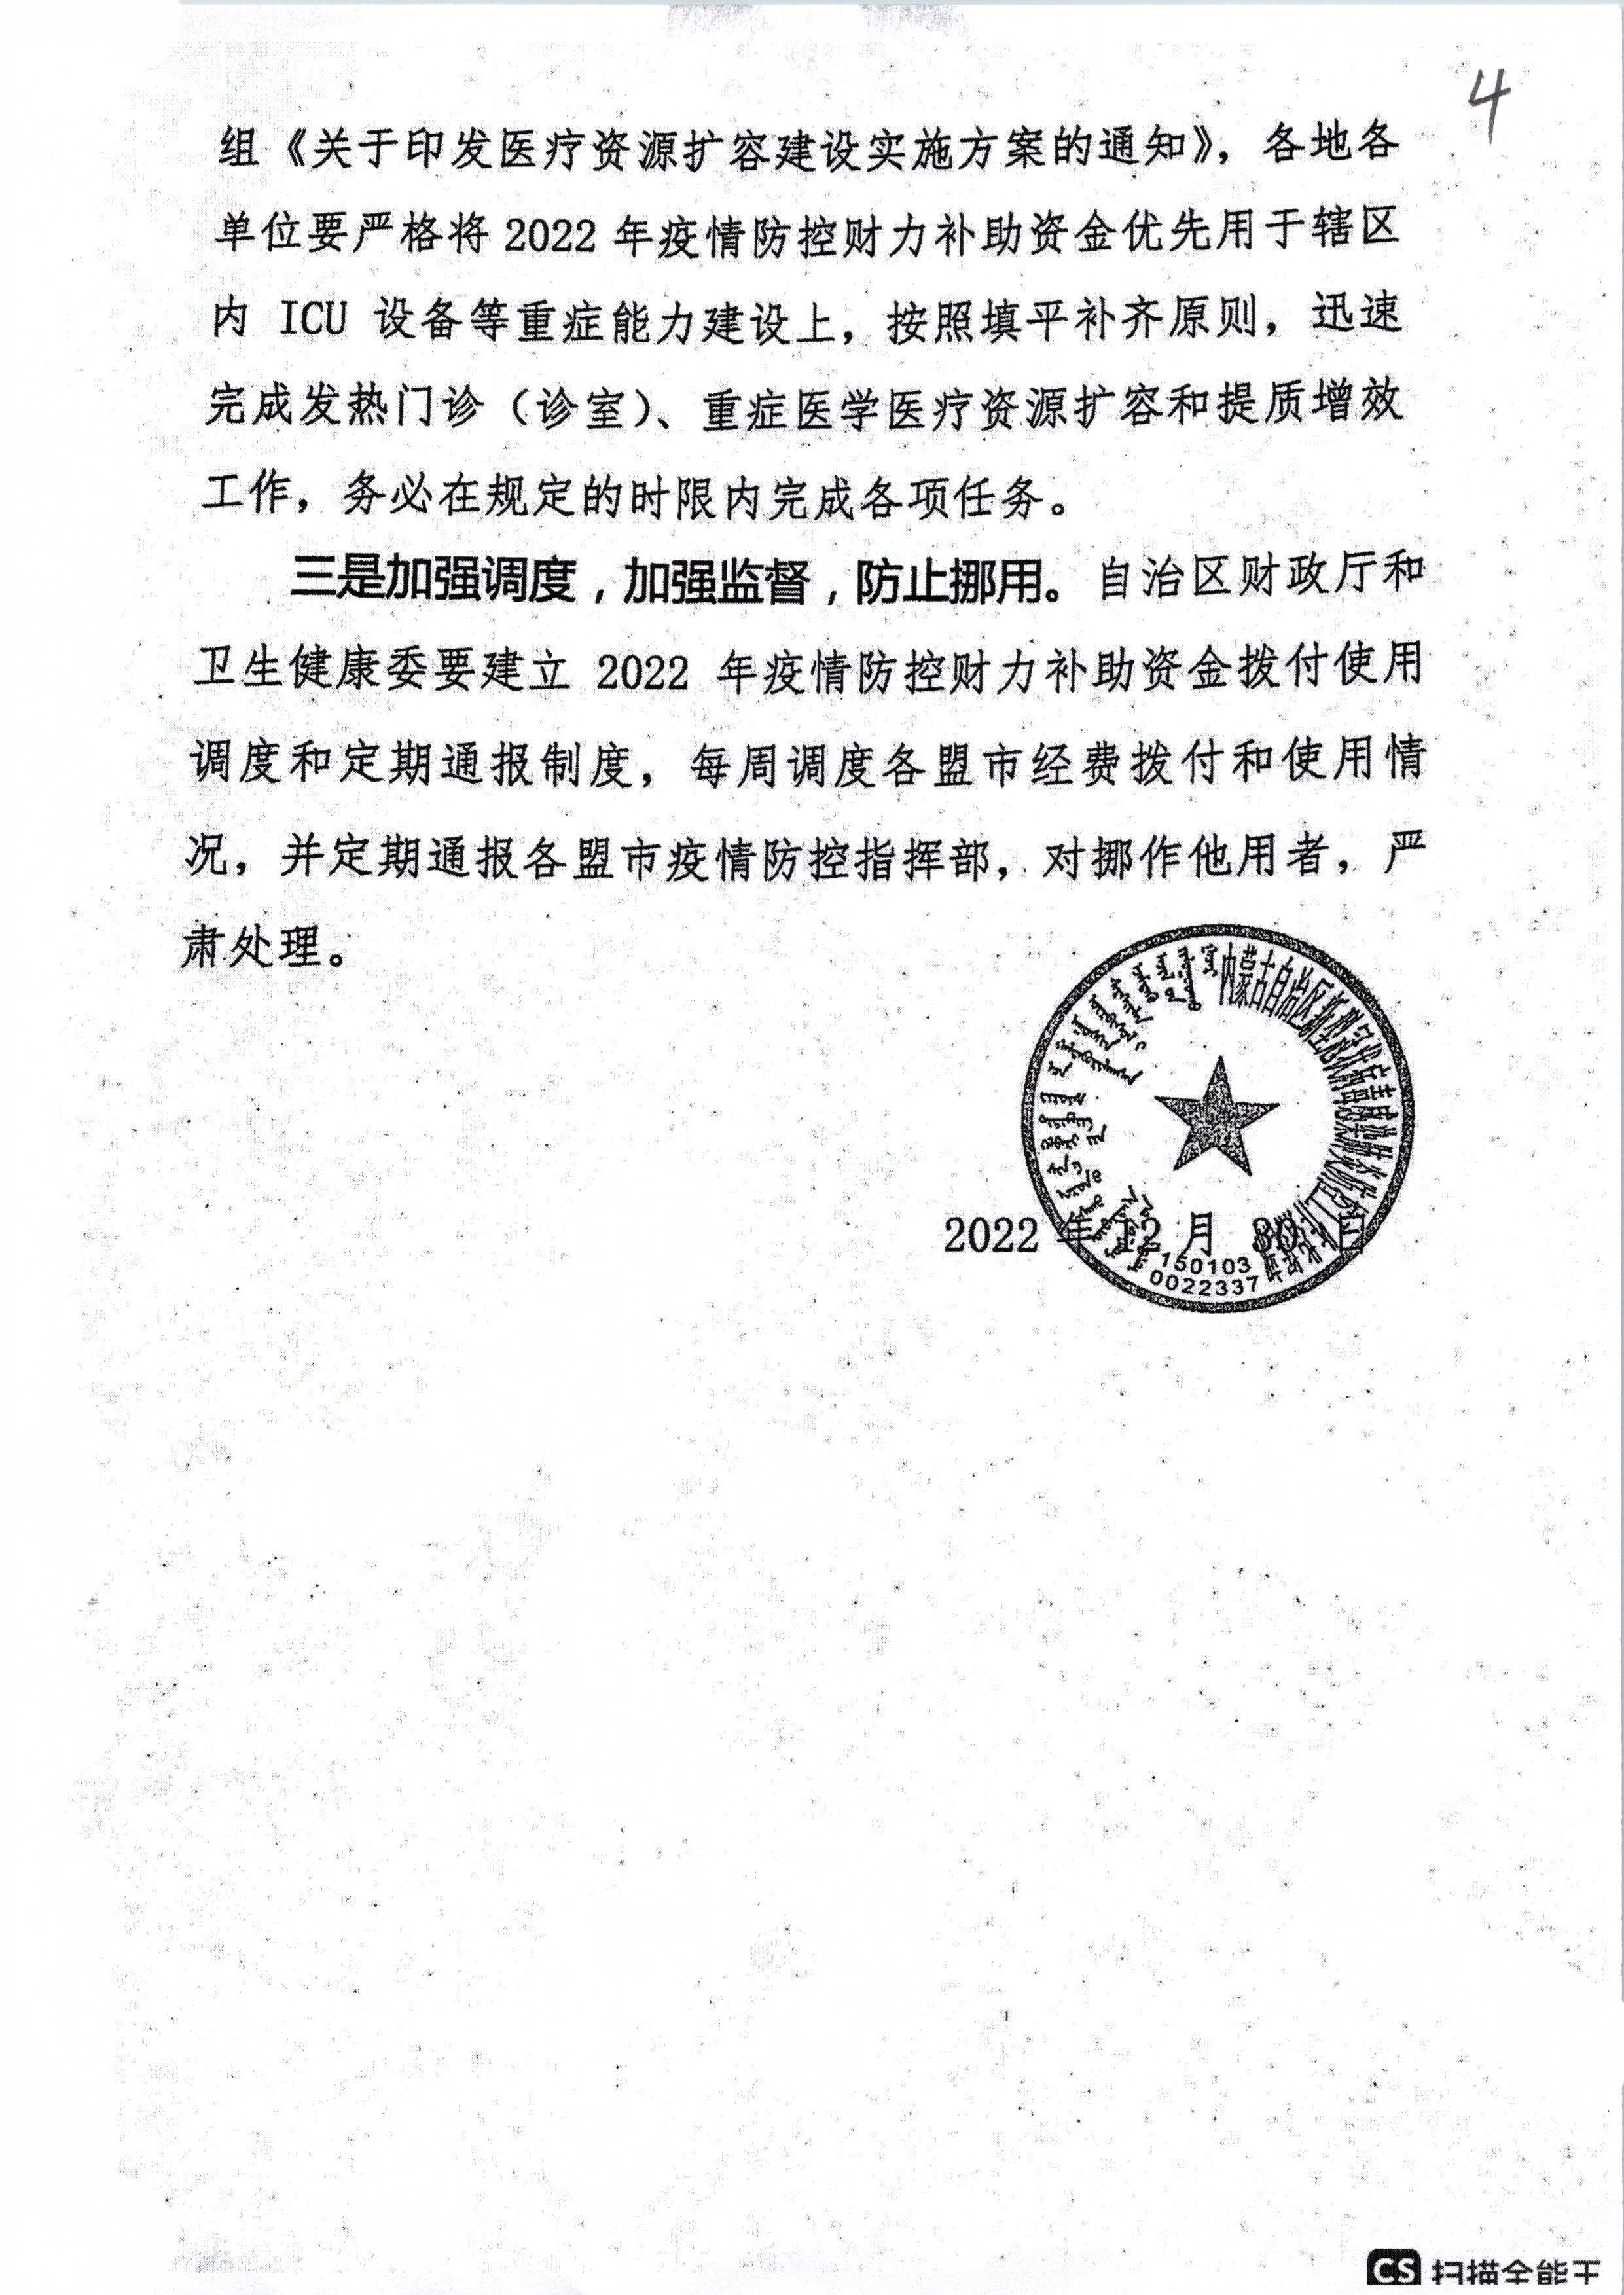 4
组《关于印发医疗资源扩容建设实施方案的通知》，各地各
单位要严格将 2022 年疫情防控财力补助资金优先用于辖区
内 ICU 设备等重症能力建设上，按照填平补齐原则，迅速
完成发热门诊（诊室）、重症医学医疗资源扩容和提质增效
工作，务必在规定的时限内完成各项任务。
三是加强调度，加强监督，防止挪用。自治区财政厅和
卫生健康委要建立 2022 年疫情防控财力补助资金拨付使用
调度和定期通报制度，每周调度各盟市经费拨付和使用情
况，并定期通报各盟市疫情防控指挥部，对挪作他用者，严
肃处理。
内蒙古自治区新型冠状病毒感染肺炎防控工作指挥部
2022 年 12 月 30 日
150103
0022337
CS 扫描全能王